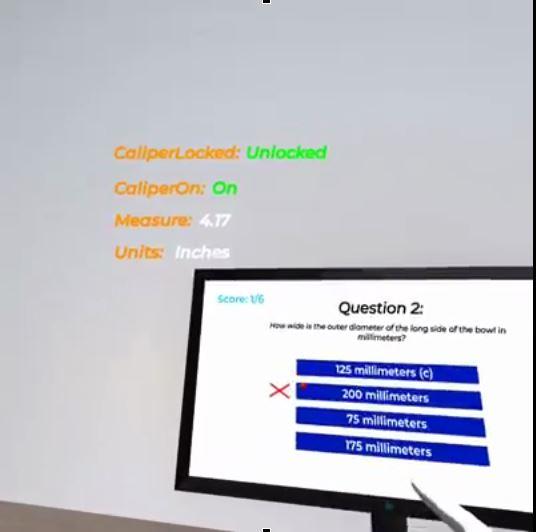 CaliperLocked: Unlocked
CaliperOn: On
Measure: 4.17
Units: Inches
Score: 1/6
Question 2:
How wide is the outer diameter of the long side of the bowl in
millimeters?
125 millimeters (c)
200 millimeters
75 millimeters
175 millimeters